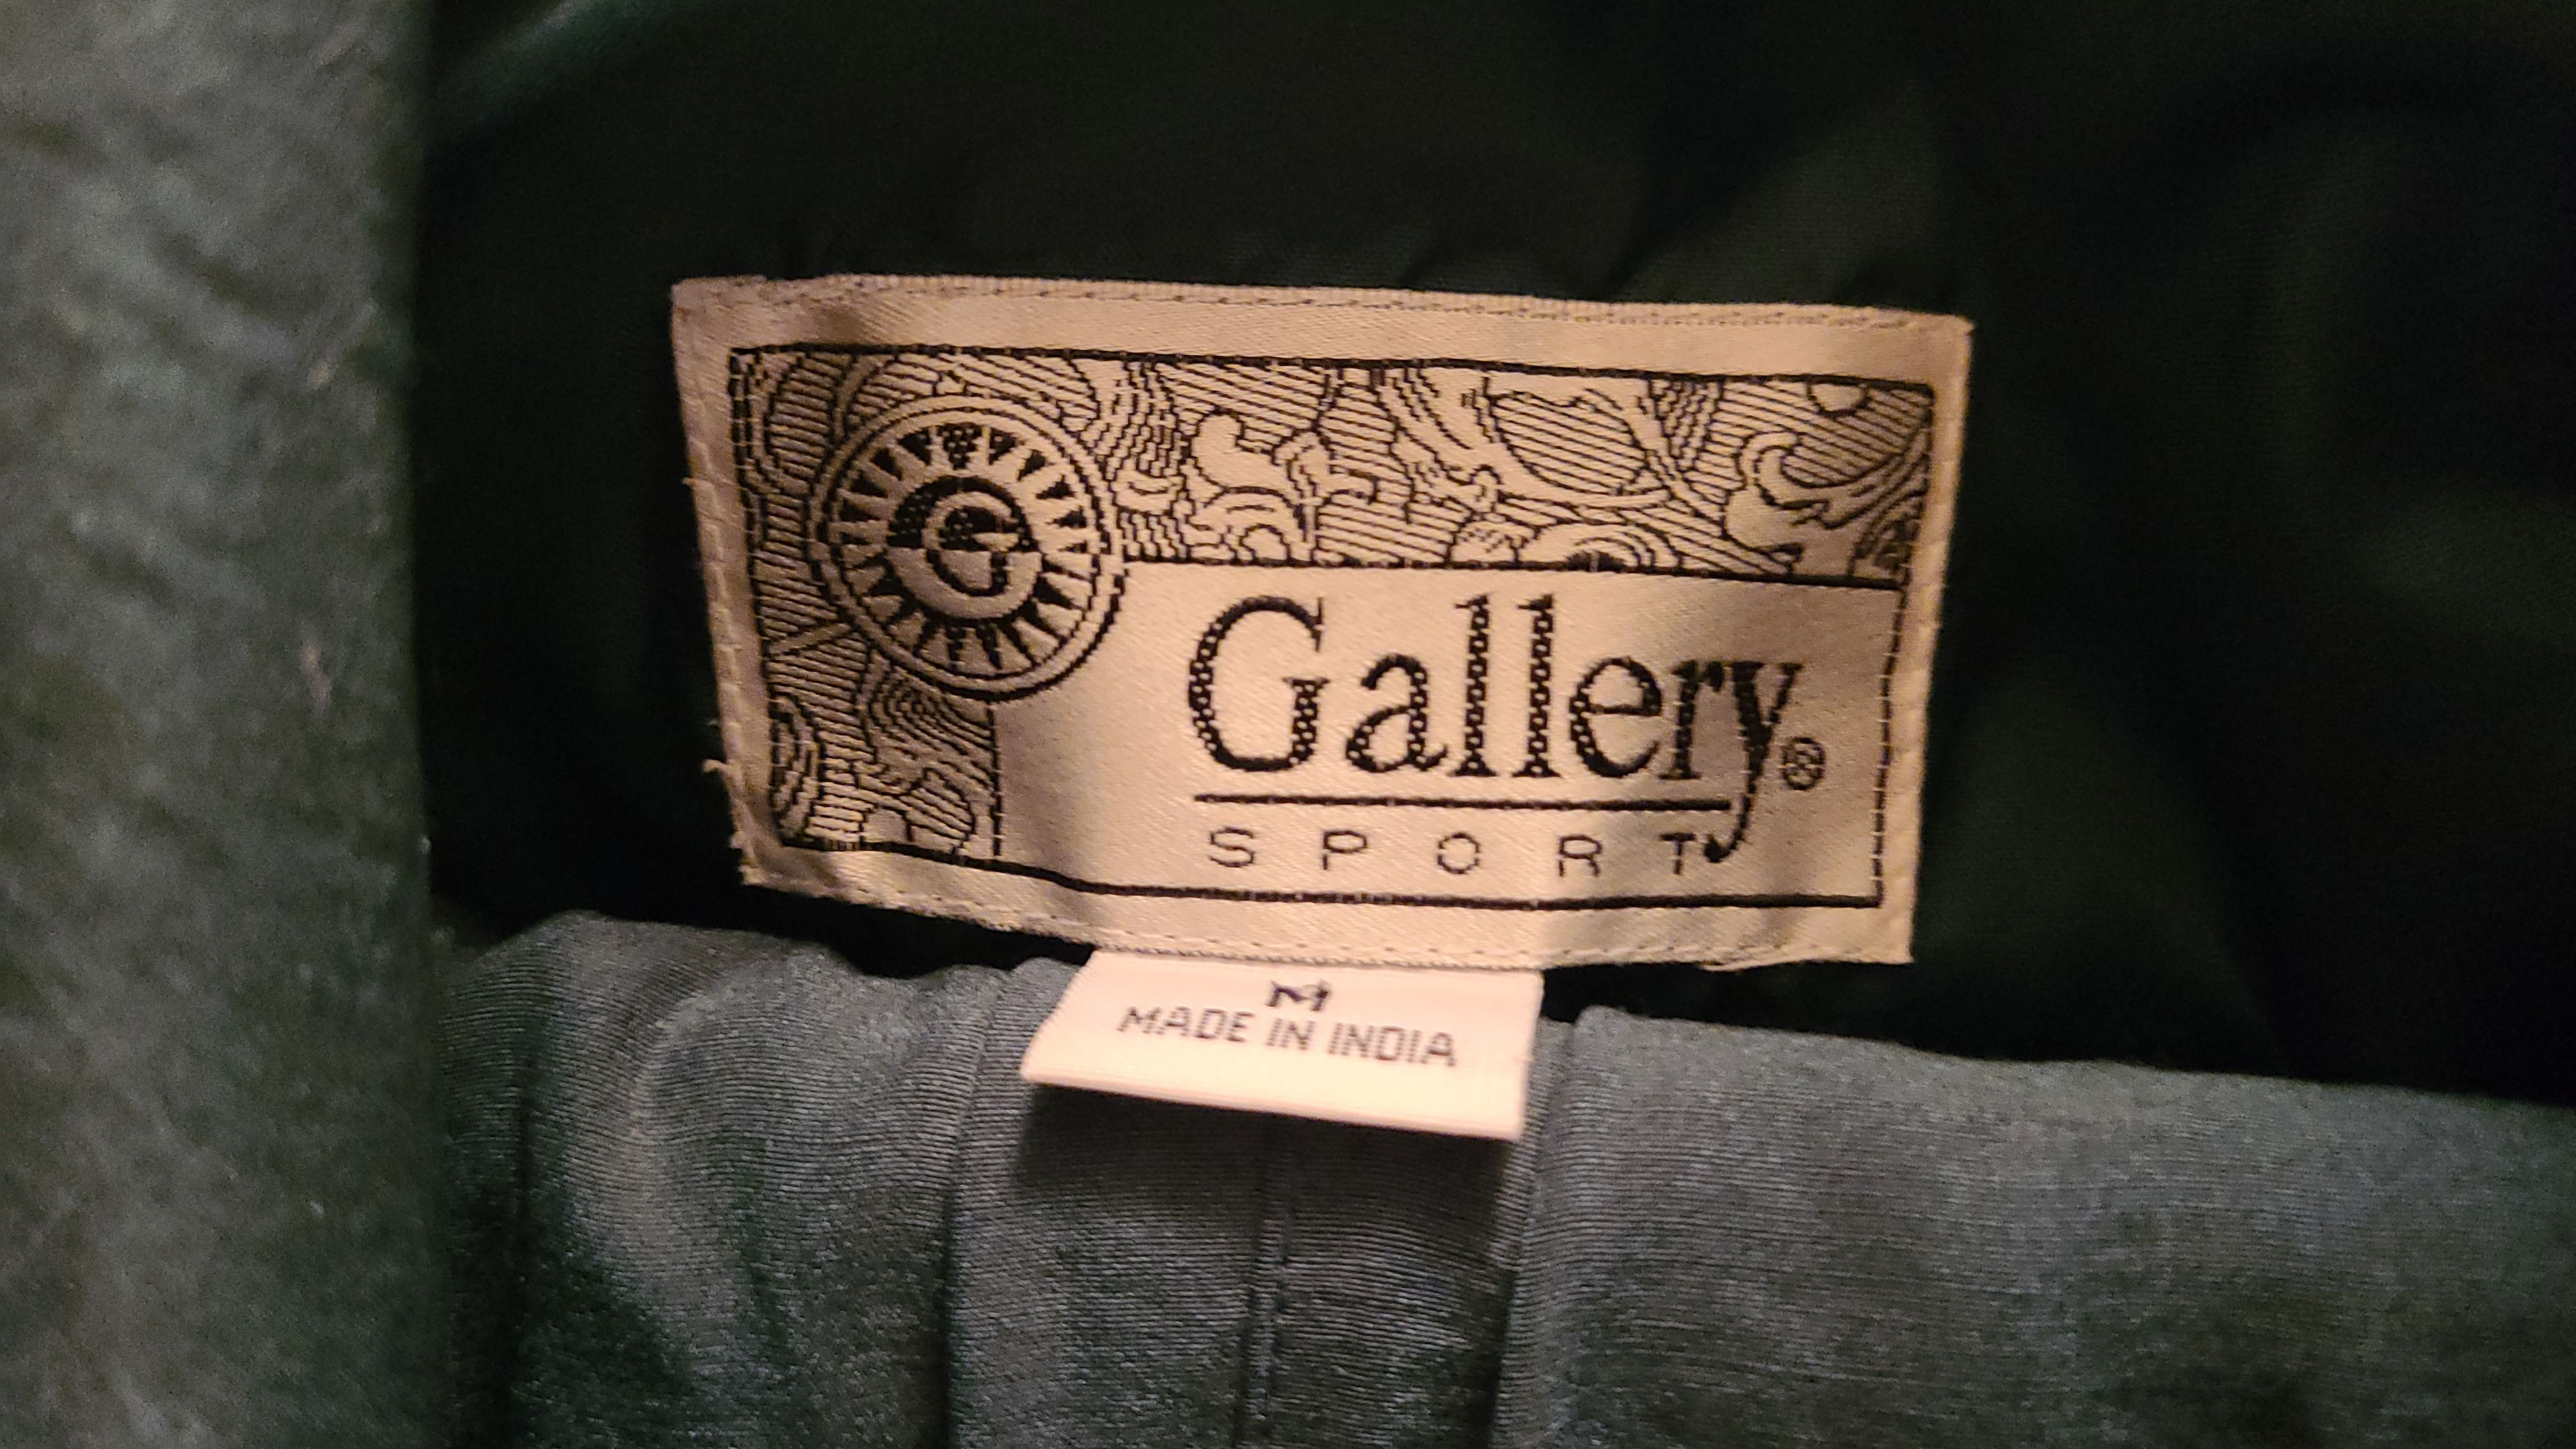 G
Gallery®
SPORT
M
MADE IN INDIA